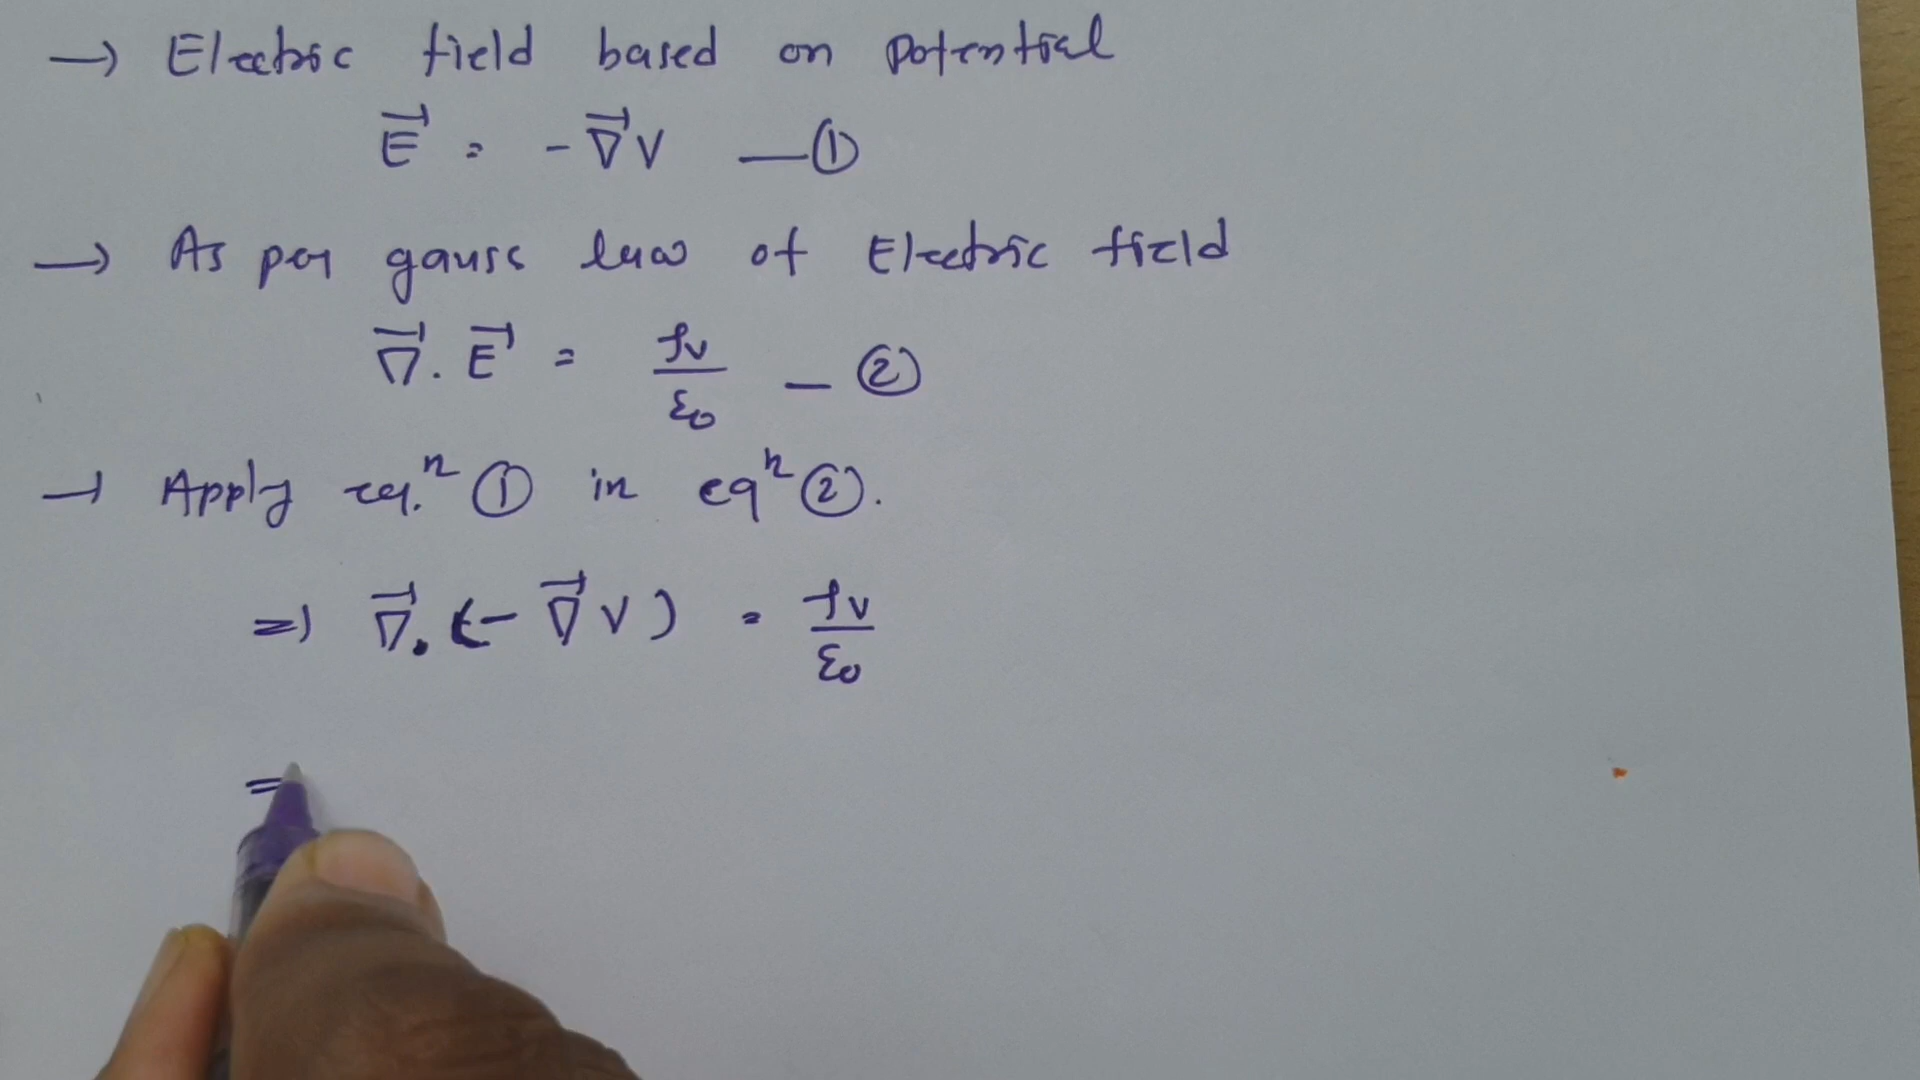 → Electric field based on potential
E⃗ = - ∇⃗V — ①
→ As per gauss law of Electric field
∇⃗. E⃗ = ρv/ε0 — ②
→ Apply eq.n ① in eqn ②.
⇒ ∇⃗. (- ∇⃗V) = ρv/ε0
=